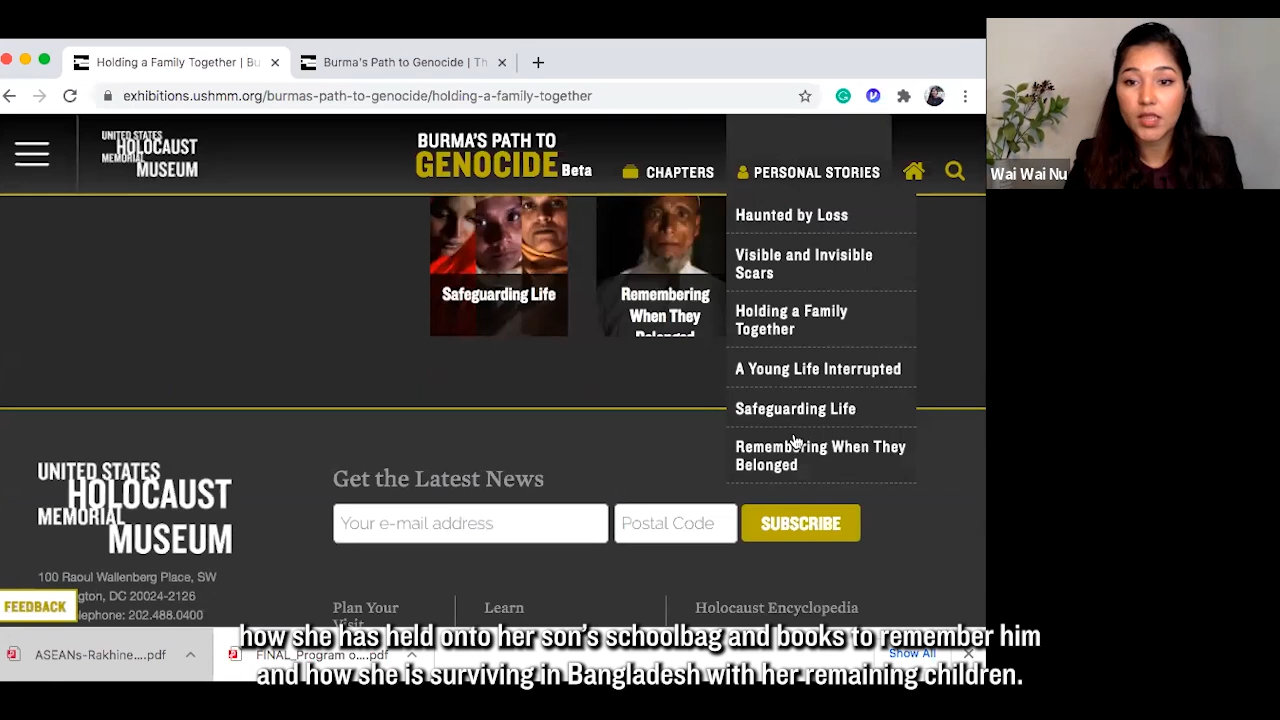 Holding a Family Together | Bu
Burma's Path to Genocide | Th
exhibitions.ushmm.org/burmas-path-to-genocide/holding-a-family-together
UNITED STATES
HOLOCAUST
MEMORIAL
MUSEUM
BURMA'S PATH TO
GENOCIDE Beta
CHAPTERS
PERSONAL STORIES
Wai Wai Nu
Haunted by Loss
Visible and Invisible
Scars
Holding a Family
Together
A Young Life Interrupted
Safeguarding Life
Remembering When They
Belonged
Safeguarding Life
Remembering
When They
Belonged
UNITED STATES
HOLOCAUST
MEMORIAL
MUSEUM
Get the Latest News
Your e-mail address
Postal Code
SUBSCRIBE
100 Raoul Wallenberg Place, SW
ngton, DC 20024-2126
lephone: 202.488.0400
FEEDBACK
Plan Your
Visit
Learn
Holocaust Encyclopedia
ASEANs-Rakhine....pdf
FINAL_Program o....pdf
Show All
how she has held onto her son's schoolbag and books to remember him
and how she is surviving in Bangladesh with her remaining children.